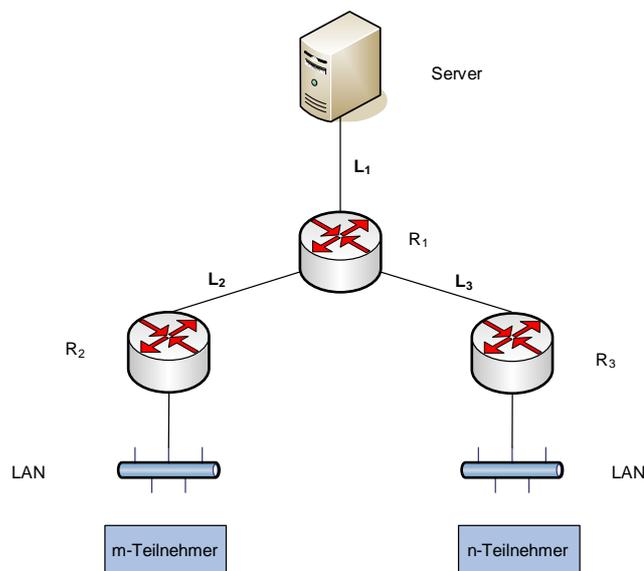 Server
L1
R1
L2
L3
R2
R3
LAN
LAN
m-Teilnehmer
n-Teilnehmer